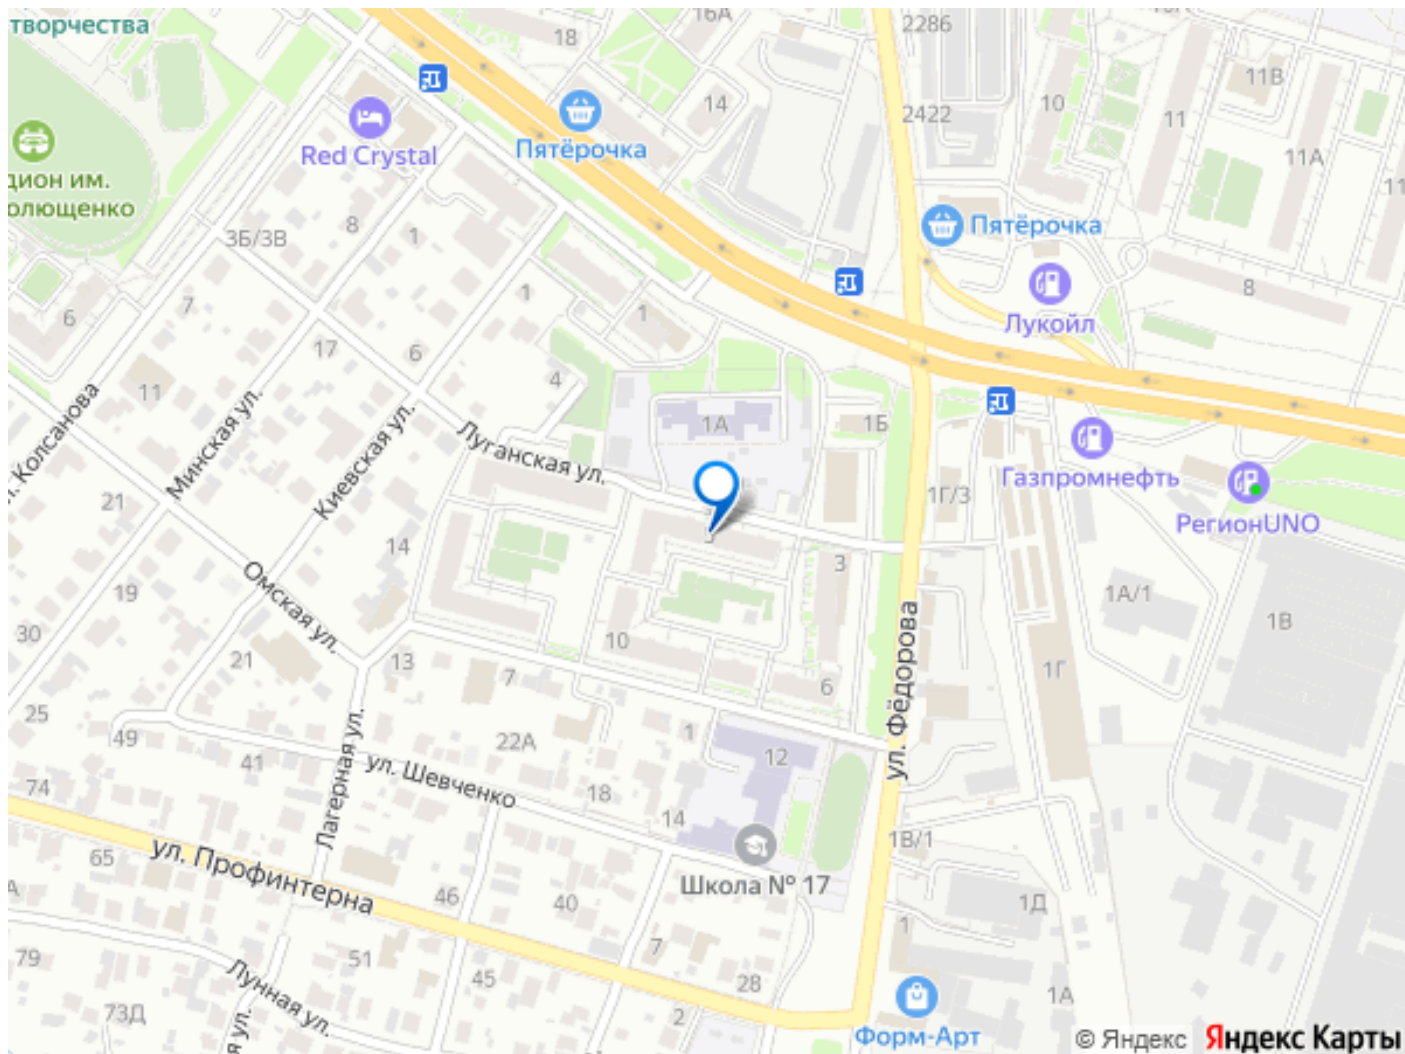 творчества
16А
18
2286
11В
14
10
11
2422
11А
11
Red Crystal
Пятёрочка
дион им.
олющенко
8
3Б/3В
1
Пятёрочка
7
1
1
8
6
Лукойл
17
6
11
4
1А
1Б
л. Колсанова
Минская ул.
Киевская ул.
Луганская ул.
21
1Г/3
Газпромнефть
РегионUNO
14
3
19
Омская ул.
1А/1
1В
30
10
21
13
7
6
1Г
ул. Фёдорова
25
49
22А
1
12
41
ул. Шевченко
Лагерная ул.
74
18
14
1В/1
65
ул. Профинтерна
46
40
Школа № 17
1Д
1
7
79
51
45
28
Лунная ул.
73Д
2
1А
я ул.
Форм-Арт
© Яндекс Яндекс Карты